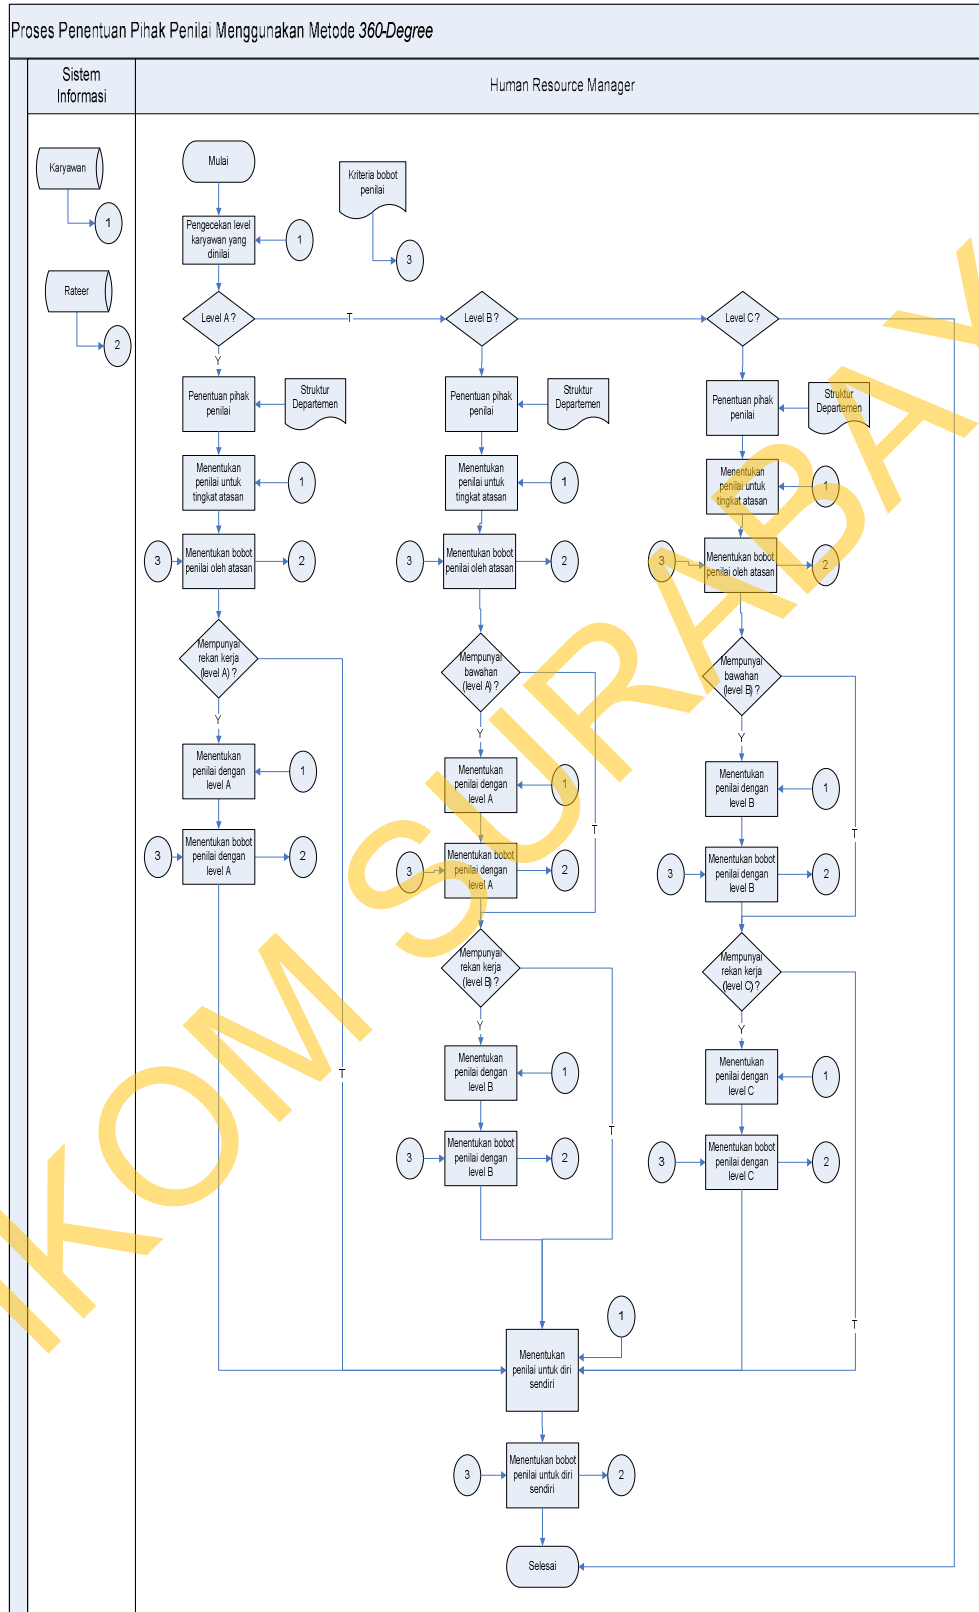 Proses Penentuan Pihak Penilai Menggunakan Metode 360-Degree
Sistem
Informasi
Human Resource Manager
Karyawan
1
Rateer
2
Mulai
Kriteria bobot
penilai
3
Pengecekan level
karyawan yang
dinilai
1
Level A ?
T
Level B ?
Level C ?
Y
Penentuan pihak
penilai
Struktur
Departemen
Penentuan pihak
penilai
Struktur
Departemen
Penentuan pihak
penilai
Struktur
Departemen
Menentukan
penilai untuk
tingkat atasan
1
Menentukan
penilai untuk
tingkat atasan
1
Menentukan
penilai untuk
tingkat atasan
1
3
Menentukan bobot
penilai oleh atasan
2
3
Menentukan bobot
penilai oleh atasan
2
3
Menentukan bobot
penilai oleh atasan
2
Mempunyai
rekan kerja
(level A) ?
Mempunyai
bawahan
(level A) ?
Mempunyai
bawahan
(level B) ?
Y
Y
Y
Menentukan
penilai dengan
level A
1
Menentukan
penilai dengan
level A
1
Menentukan
penilai dengan
level B
1
T
T
3
Menentukan bobot
penilai dengan
level A
2
3
Menentukan bobot
penilai dengan
level A
2
3
Menentukan bobot
penilai dengan
level B
2
Mempunyai
rekan kerja
(level B) ?
Mempunyai
rekan kerja
(level C) ?
Y
Y
T
Menentukan
penilai dengan
level B
1
Menentukan
penilai dengan
level C
1
T
3
Menentukan bobot
penilai dengan
level B
2
3
Menentukan bobot
penilai dengan
level C
2
1
T
Menentukan
penilai untuk diri
sendiri
3
Menentukan bobot
penilai untuk diri
sendiri
2
Selesai
IKOM SURABAY